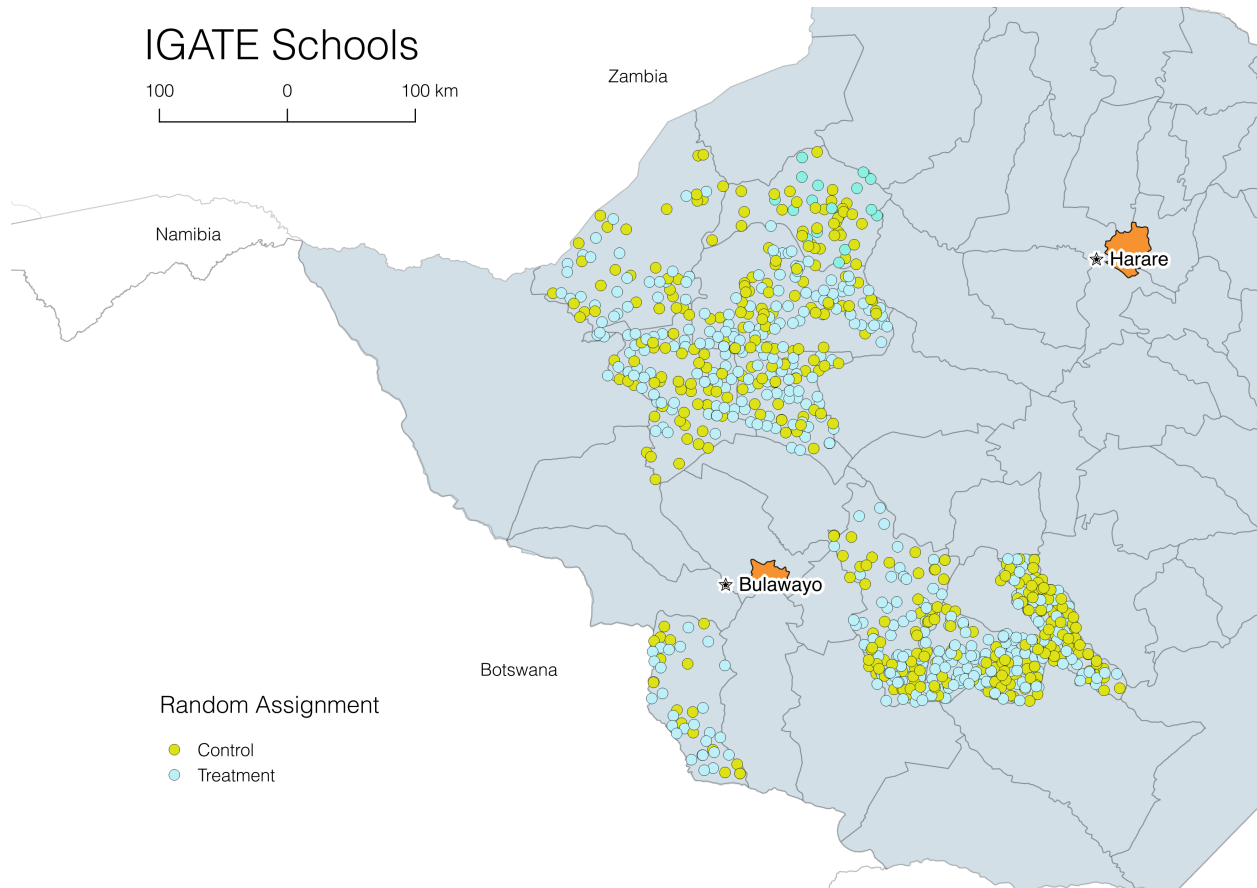 IGATE Schools
100 0 100 km
Zambia
Namibia
Harare
Bulawayo
Botswana
Random Assignment
Control
Treatment